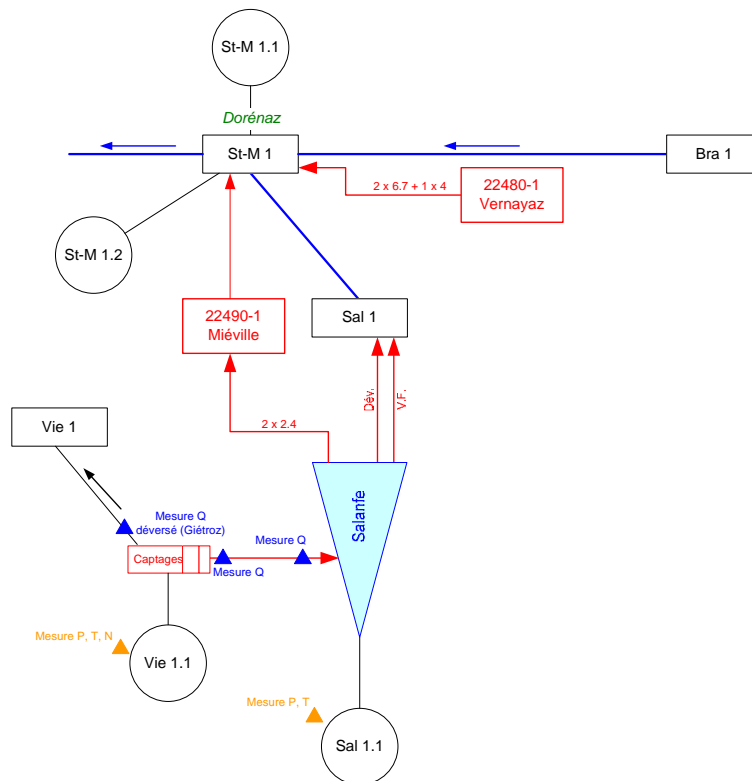 St-M 1.1
Dorénaz
St-M 1
Bra 1
2 x 6.7 + 1 x 4
22480-1
Vernayaz
St-M 1.2
22490-1
Miéville
Sal 1
Dév.
V.F.
Vie 1
2 x 2.4
Salanfe
Mesure Q
déversé (Giétroz)
Mesure Q
Captages
Mesure Q
Mesure P, T, N
Vie 1.1
Mesure P, T
Sal 1.1